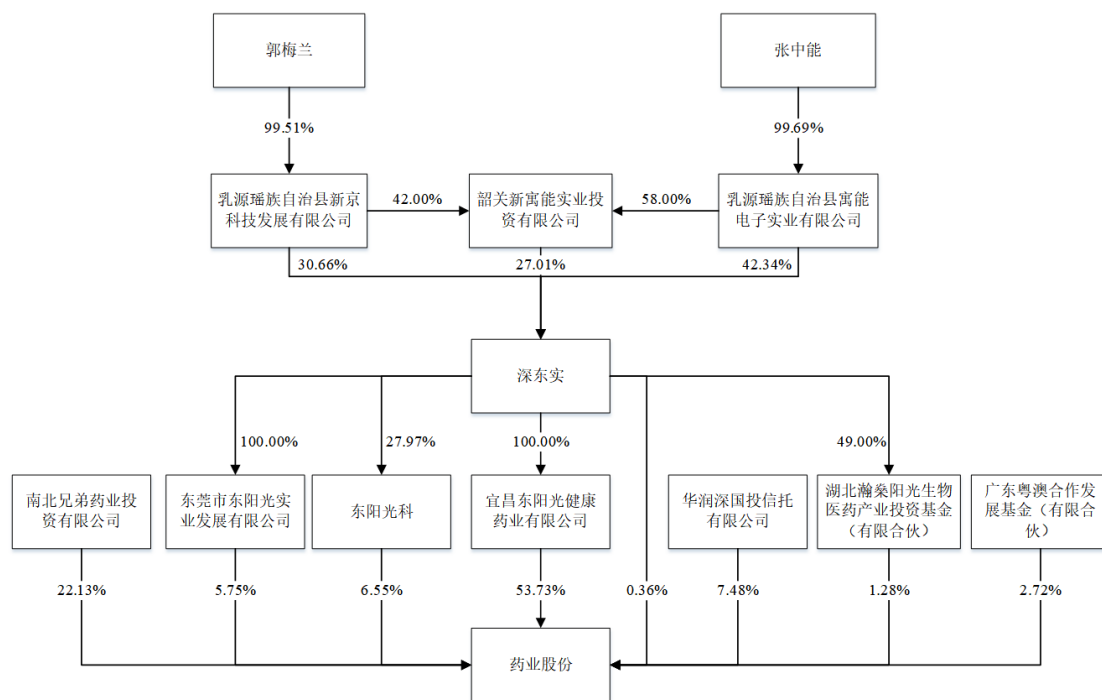 郭梅兰
张中能
99.51%
99.69%
乳源瑶族自治县新京
科技发展有限公司
42.00%
韶关新寓能实业投
资有限公司
58.00%
乳源瑶族自治县寓能
电子实业有限公司
30.66%
27.01%
42.34%
深东实
100.00%
27.97%
100.00%
49.00%
南北兄弟药业投
资有限公司
东莞市东阳光实
业发展有限公司
东阳光科
宜昌东阳光健康
药业有限公司
华润深国投信托
有限公司
湖北瀚燊阳光生物
医药产业投资基金
（有限合伙）
广东粤澳合作发
展基金（有限合
伙）
22.13%
5.75%
6.55%
53.73%
0.36%
7.48%
1.28%
2.72%
药业股份